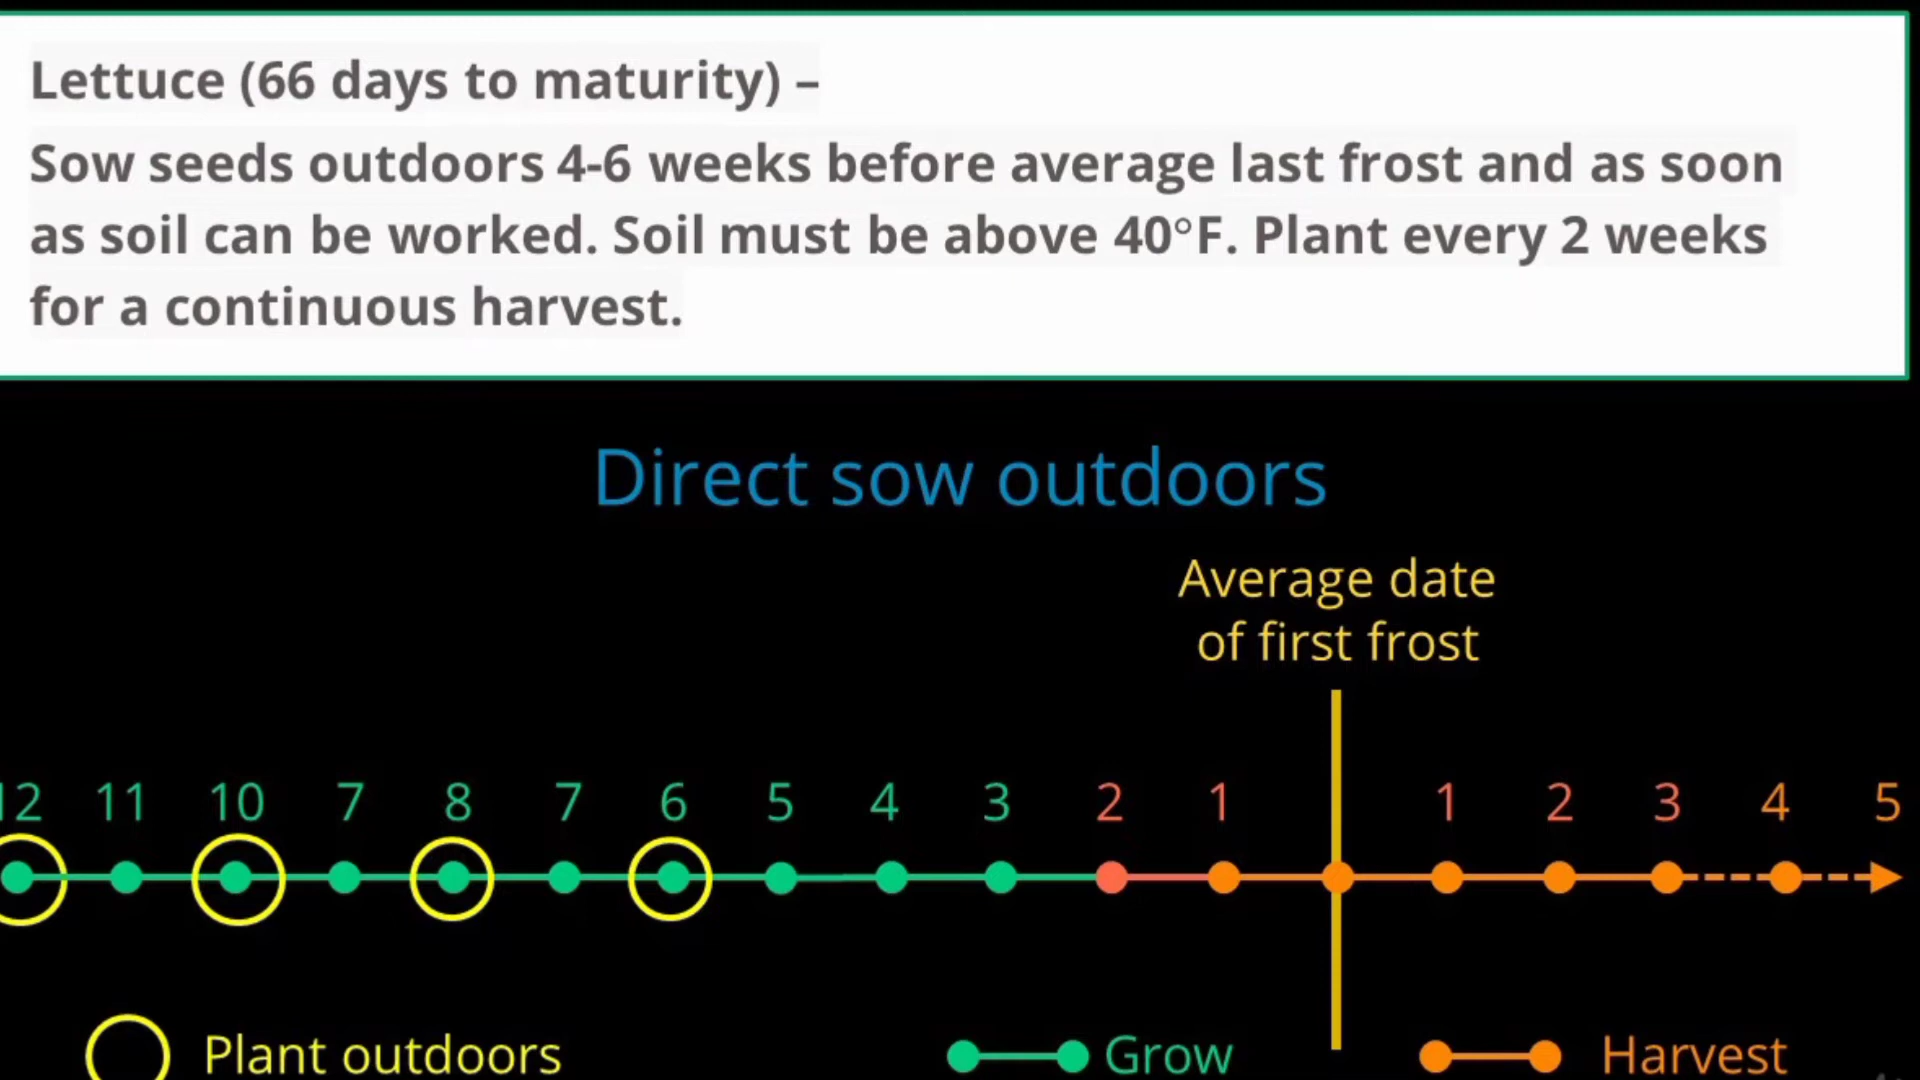 Lettuce (66 days to maturity) –
Sow seeds outdoors 4-6 weeks before average last frost and as soon
as soil can be worked. Soil must be above 40°F. Plant every 2 weeks
for a continuous harvest.
Direct sow outdoors
Average date
of first frost
12 11 10 7 8 7 6 5 4 3 2 1 1 2 3 4 5
Plant outdoors Grow Harvest